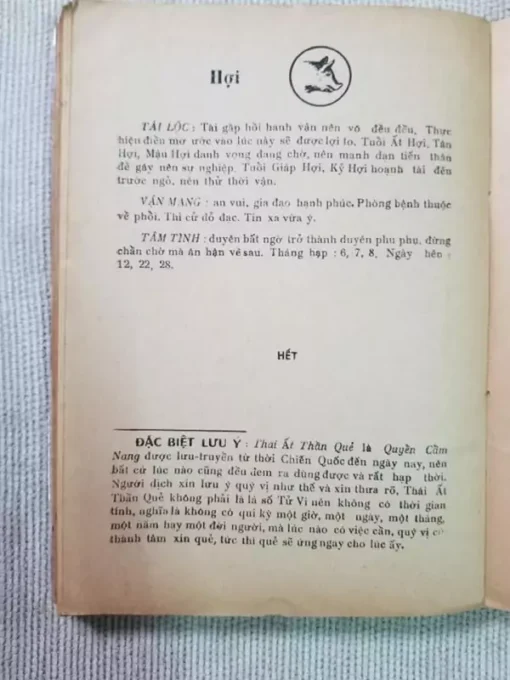 Hợi
TÀI LỘC : Tài gặp hồi hanh vận nên vô đều đều. Thực
hiện điều mơ ước vào lúc này sẽ được lợi to. Tuổi Ất Hợi, Tân
Hợi, Mậu Hợi danh vọng đang chờ, nên mạnh dạn tiến thân
để gây nên sự nghiệp. Tuổi Giáp Hợi, Kỷ Hợi hoạnh tài đến
trước ngỏ, nên thử thời vận.
VẬN MẠNG : an vui, gia đạo hạnh phúc. Phòng bệnh thuộc
về phổi. Thi cử đỗ đạc. Tin xa vừa ý.
TÂM TÌNH : duyên bất ngờ trở thành duyên phu phụ, đừng
chần chờ mà ân hận về sau. Tháng hạp : 6, 7, 8. Ngày hên :
12, 22, 28.
HẾT
ĐẶC BIỆT LƯU Ý : Thái Ất Thần Quẻ là Quyền Cầm
Nang được lưu-truyền từ thời Chiến Quốc đến ngày nay, nên
bất cứ lúc nào cũng đều đem ra dùng được và rất hạp thời.
Người dịch xin lưu ý quý vị như thế và xin thưa rõ, Thái Ất
Thần Quẻ không phải là lá số Tử Vi nên không có thời gian
tính, nghĩa là không có qui kỳ một giờ, một ngày, một tháng,
một năm hay một đời người, mà lúc nào có việc cần, quý vị cứ
thành tâm xin quẻ, tức thì quẻ sẽ ứng ngay cho lúc ấy.